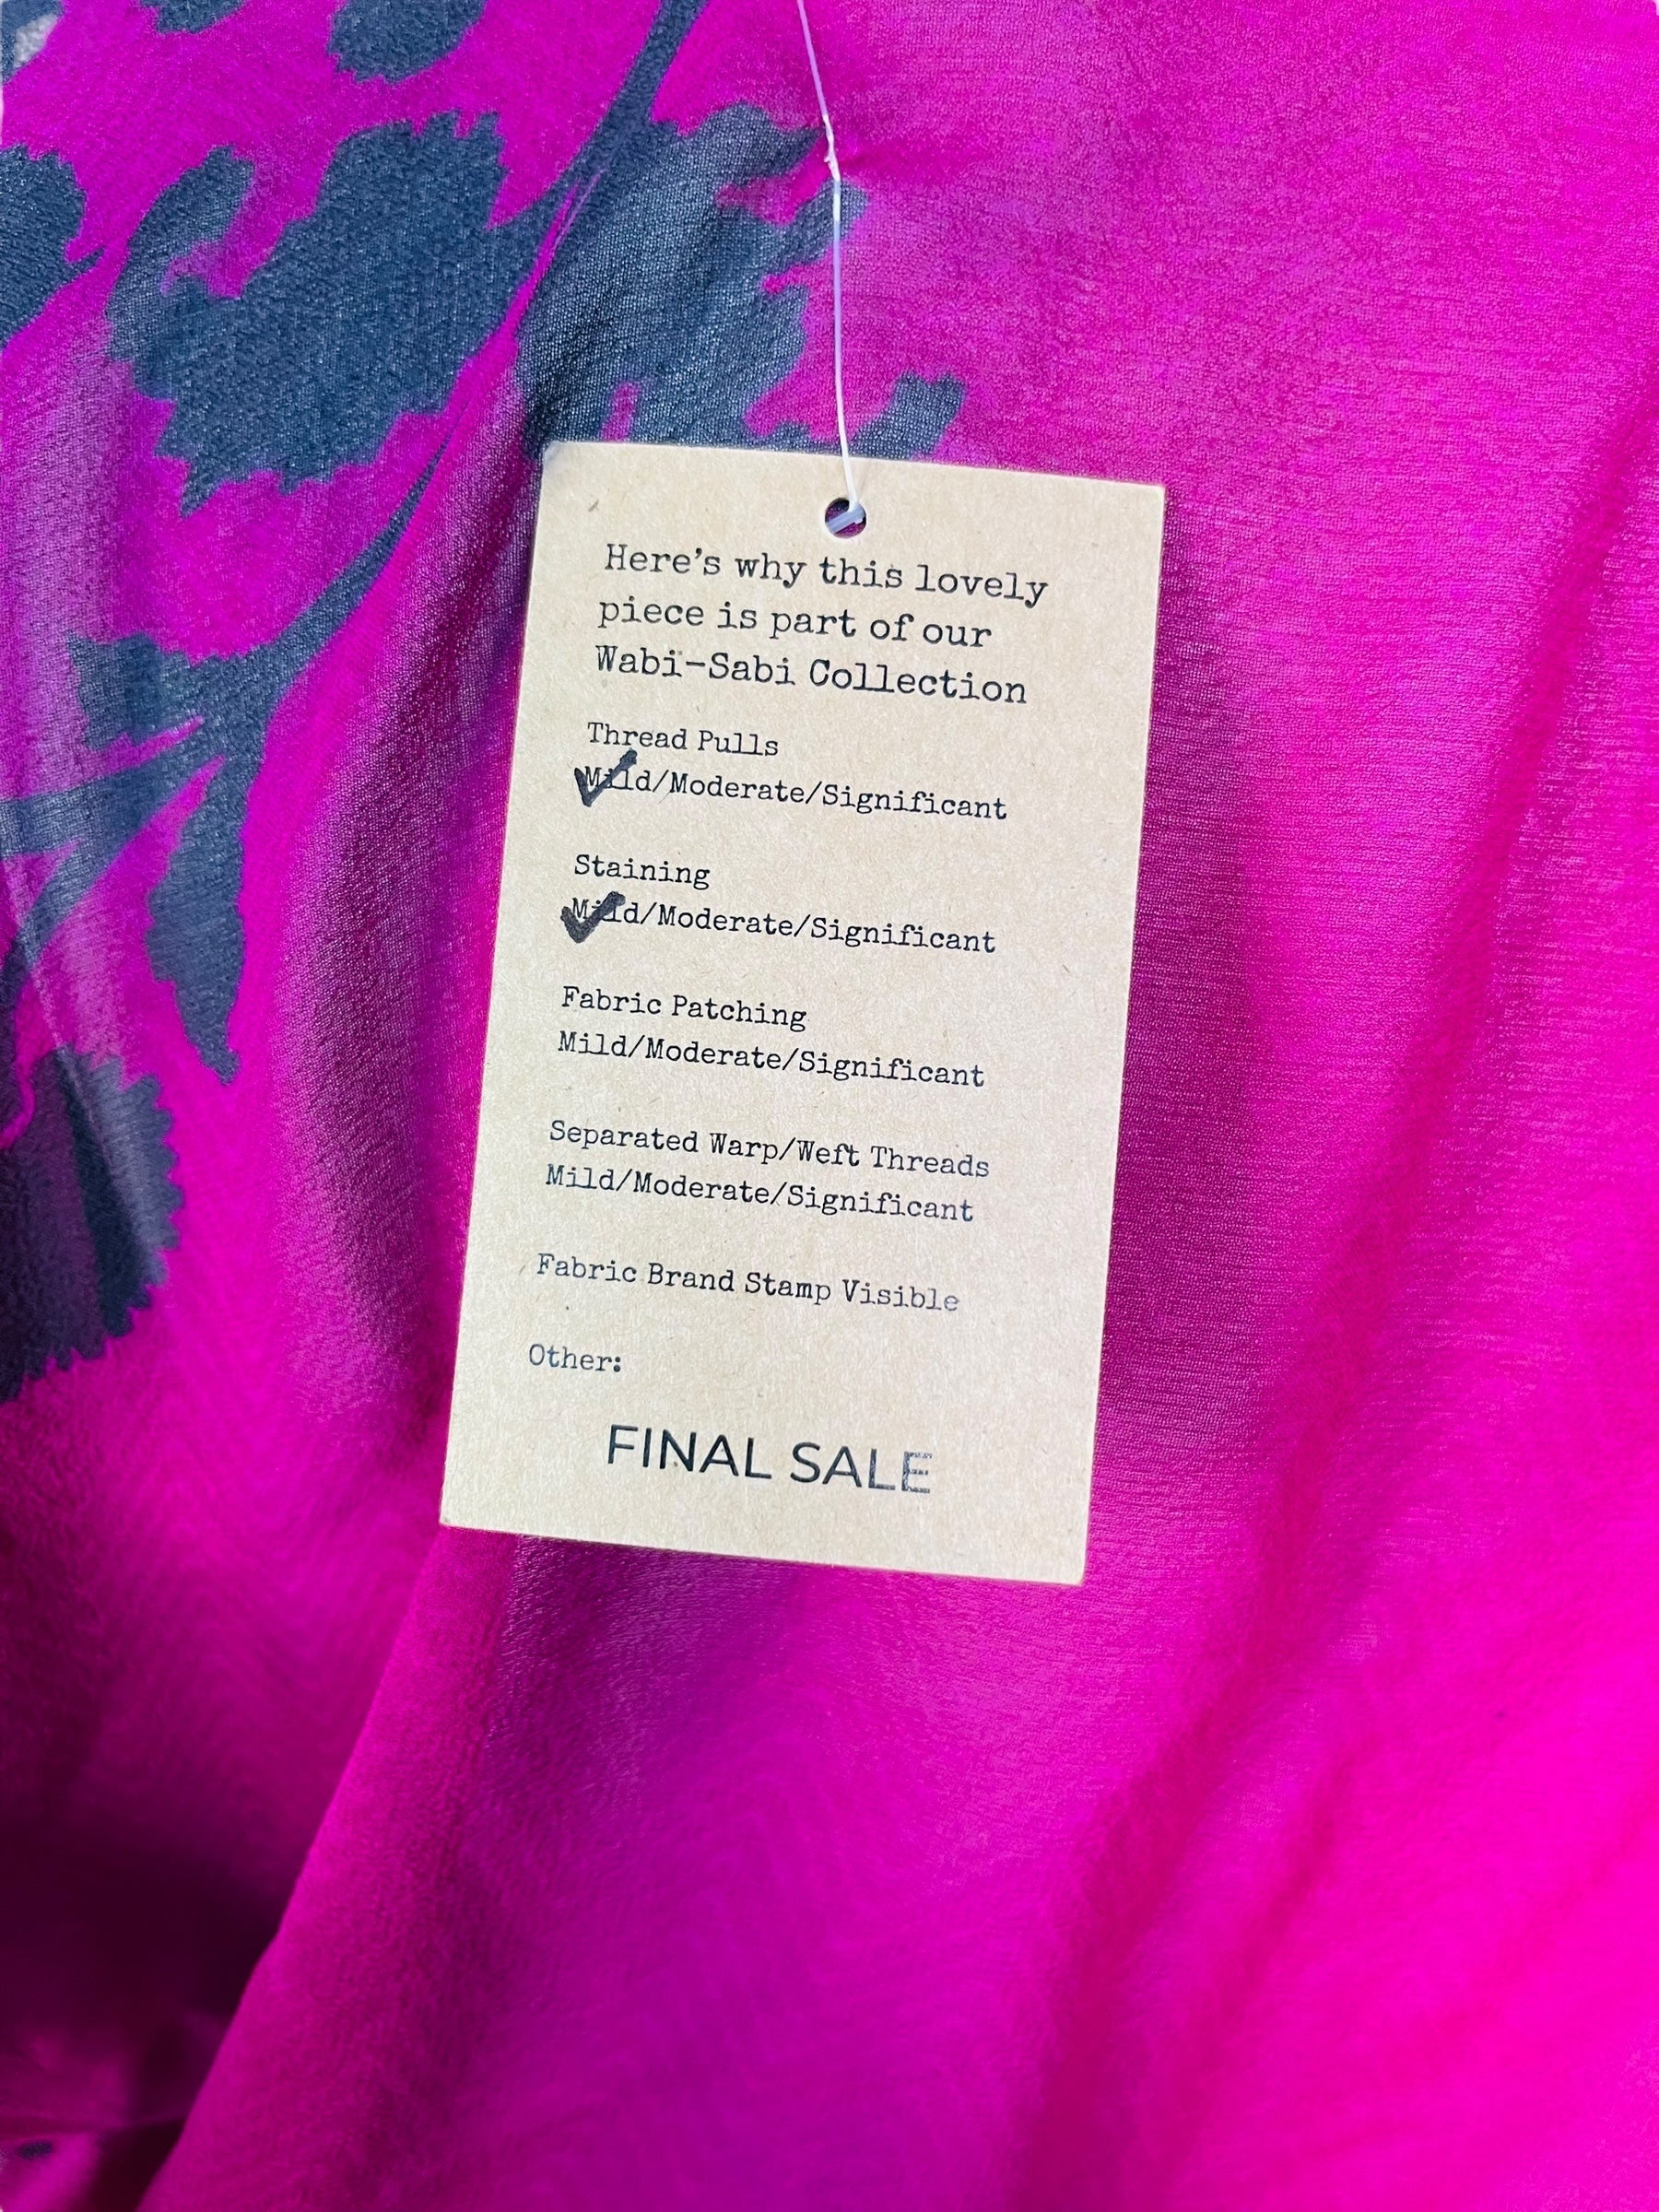 Here's why this lovely
piece is part of our
Wabi-Sabi Collection
Thread Pulls
Mild/Moderate/Significant
Staining
Mild/Moderate/Significant
Fabric Patching
Mild/Moderate/Significant
Separated Warp/Weft Threads
Mild/Moderate/Significant
Fabric Brand Stamp Visible
Other:
FINAL SALE